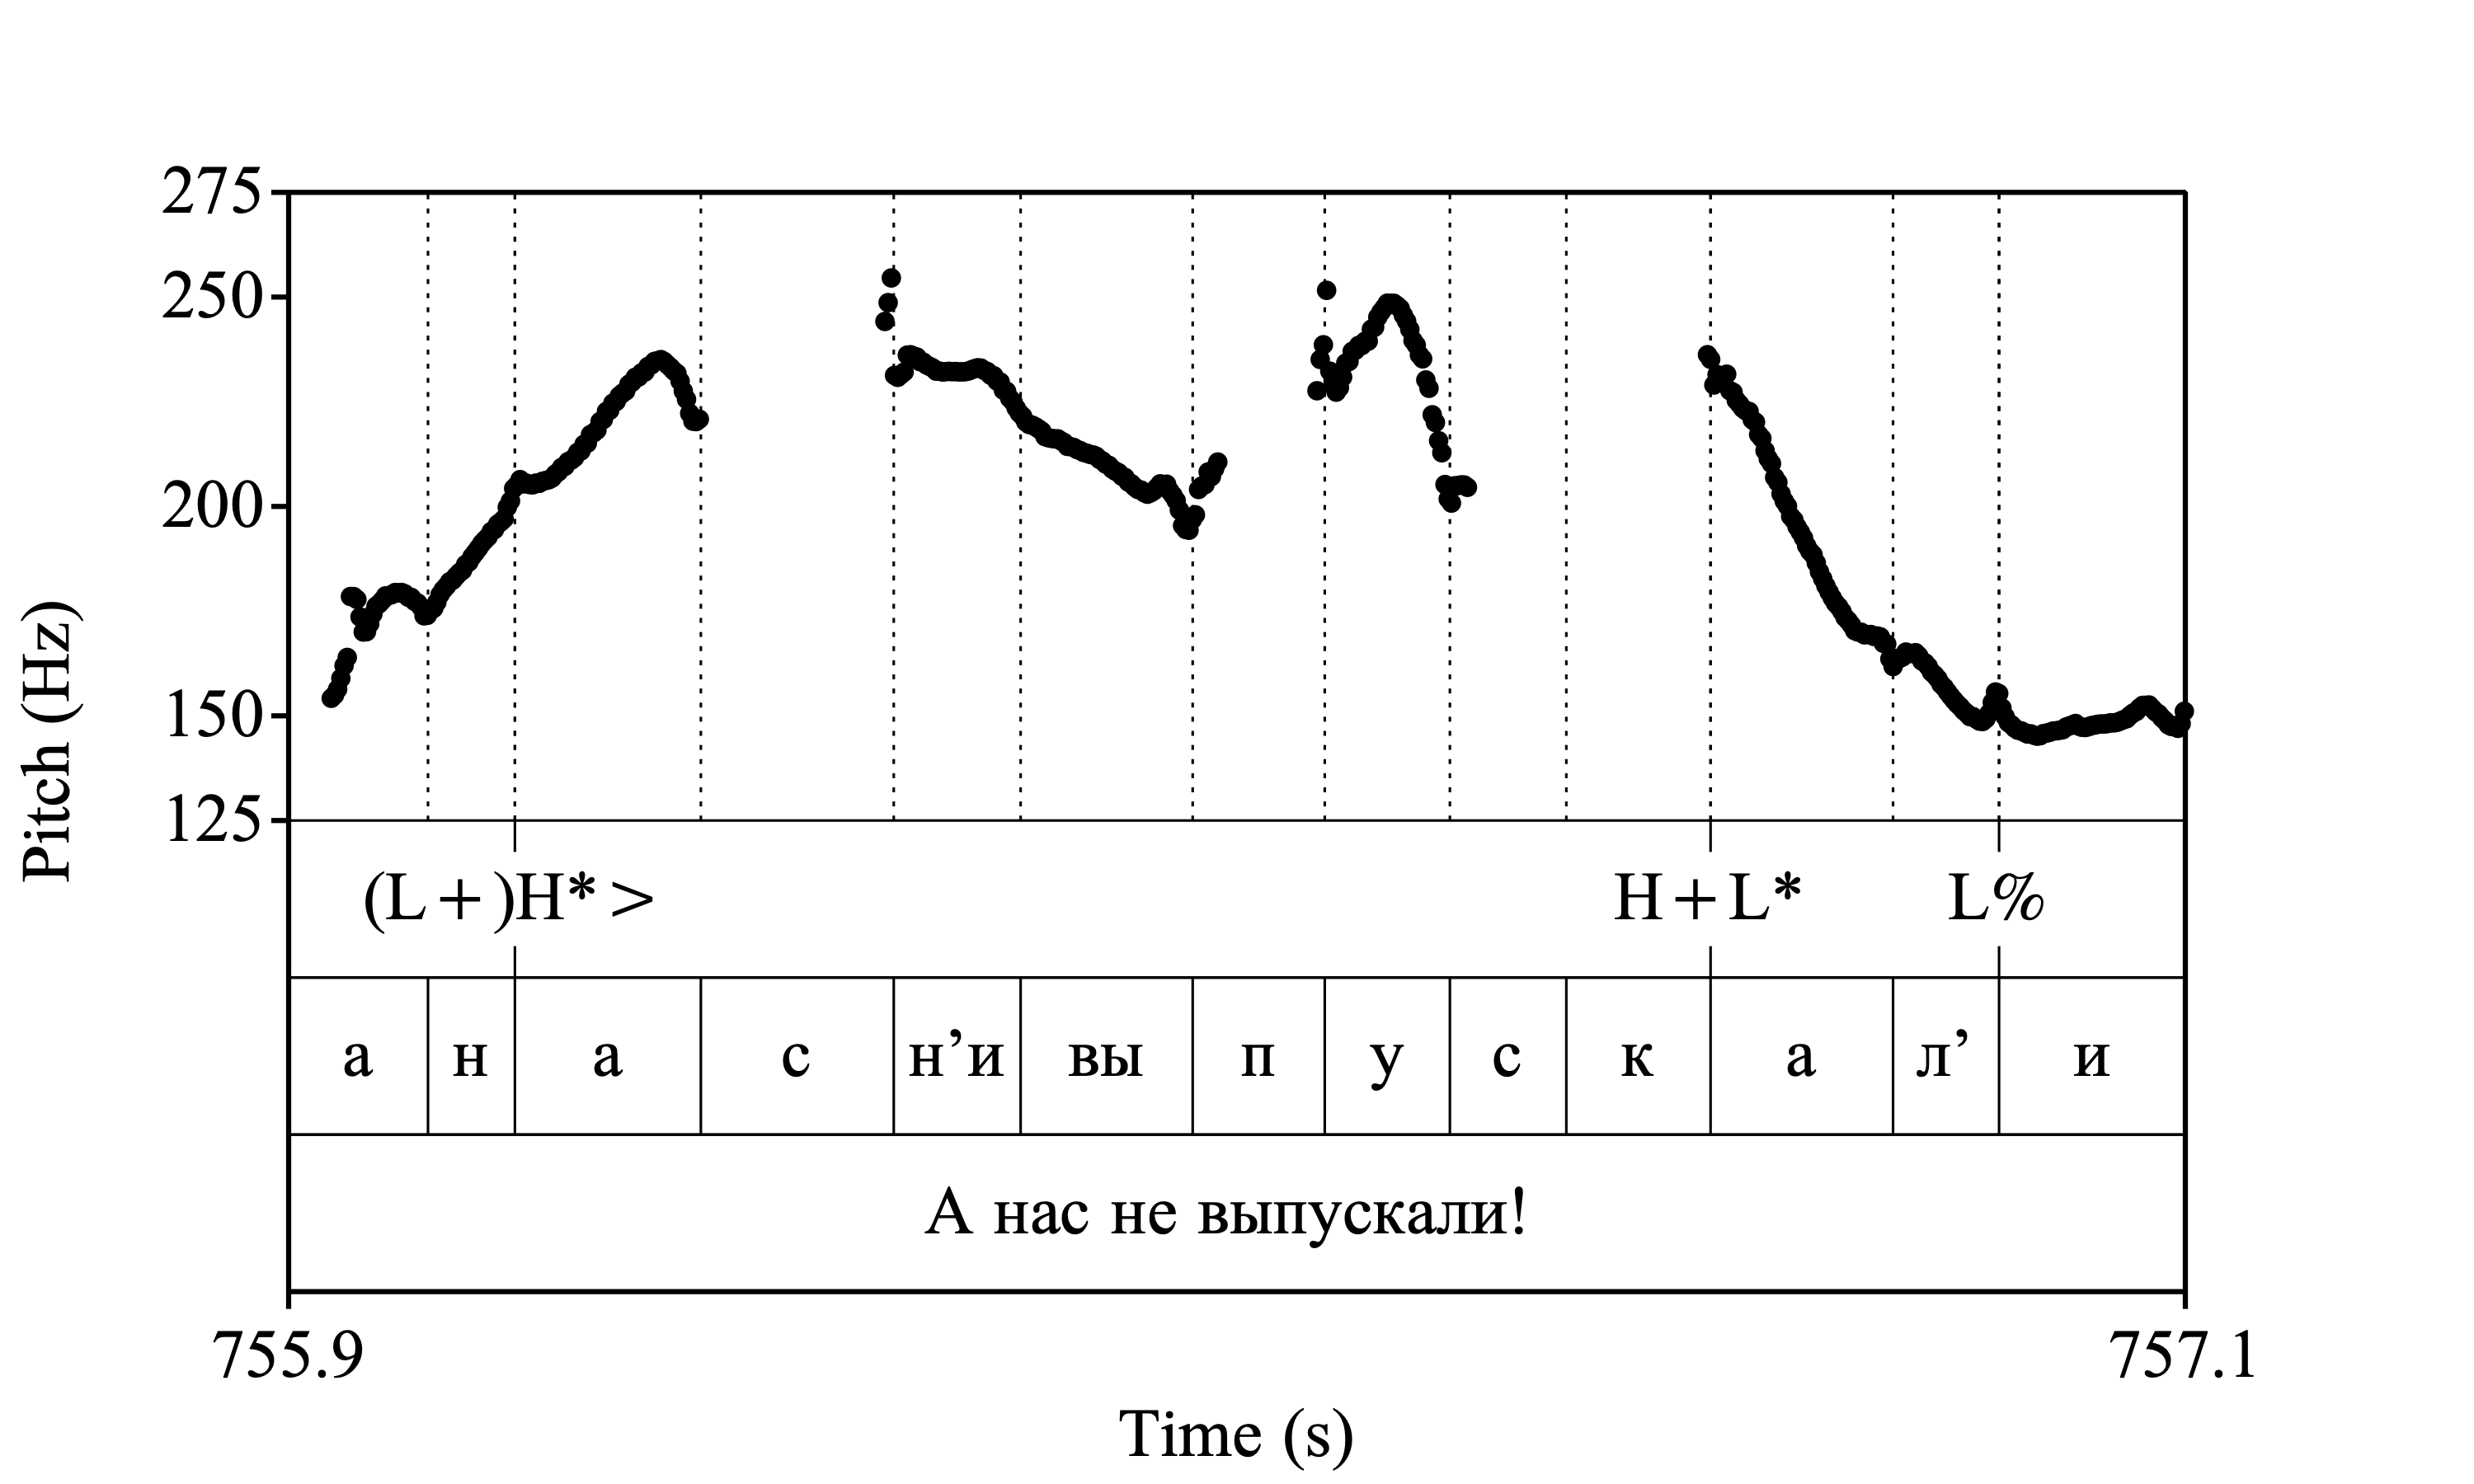 Pitch (Hz)
275
250
200
150
125
(L+)H*> H+L* L%
а н а с н’и вы п у с к а л’ и
А нас не выпускали!
755.9 757.1
Time (s)